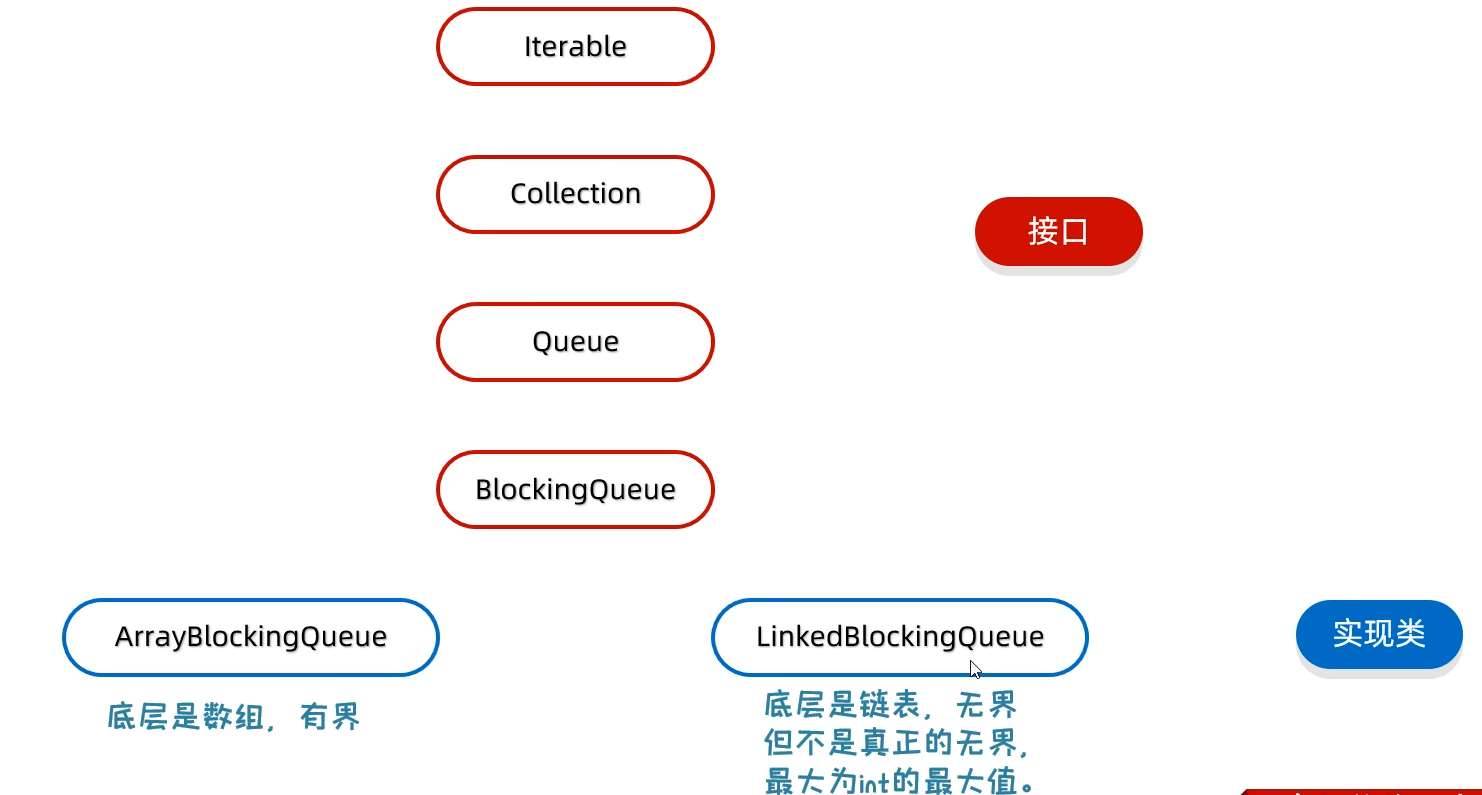 Iterable
Collection
接口
Queue
BlockingQueue
ArrayBlockingQueue
LinkedBlockingQueue
实现类
底层是数组，有界
底层是链表，无界
但不是真正的无界，
最大为int的最大值。